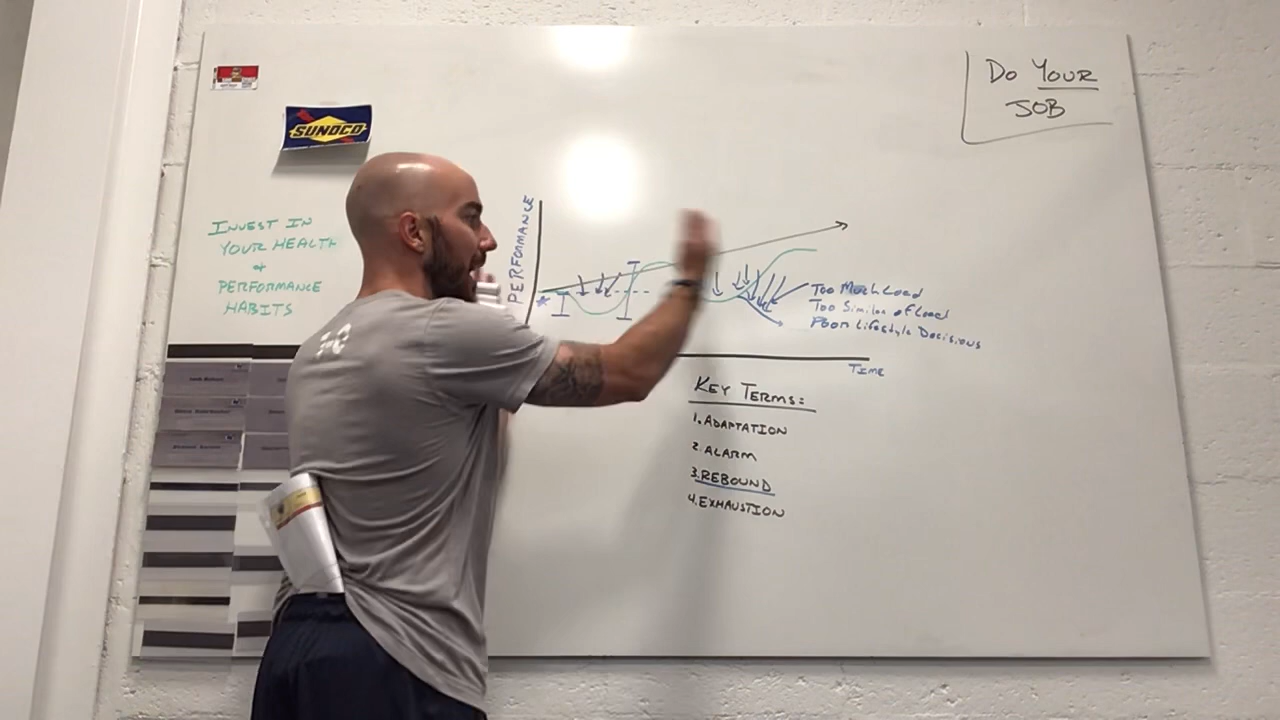 SUNOCO
DO YOUR
JOB
INVEST IN
YOUR HEALTH
+
PERFORMANCE
HABITS
PERFORMANCE
Too Much Load
Too Similar of Load
Poor Lifestyle Decisions
TIME
KEY TERMS:
1. ADAPTATION
2. ALARM
3. REBOUND
4. EXHAUSTION